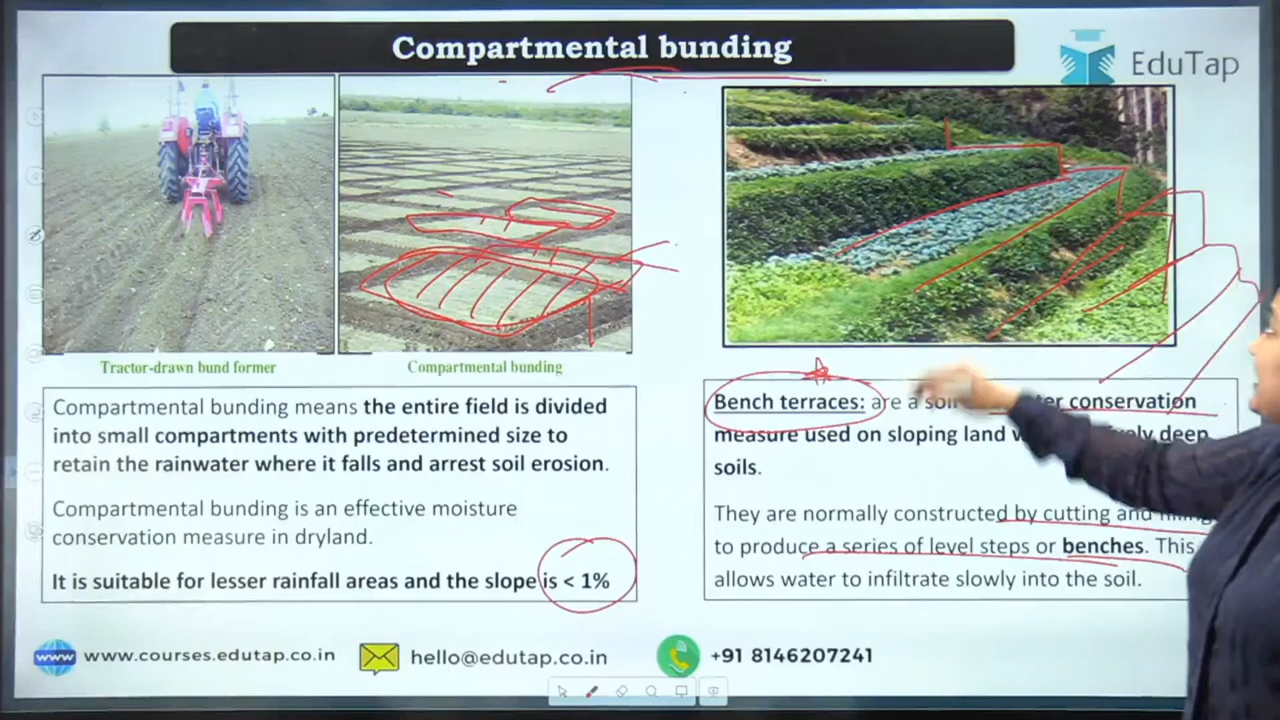 Compartmental bunding
EduTap
Tractor-drawn bund former
Compartmental bunding
Compartmental bunding means the entire field is divided
into small compartments with predetermined size to
retain the rainwater where it falls and arrest soil erosion.
Compartmental bunding is an effective moisture
conservation measure in dryland.
It is suitable for lesser rainfall areas and the slope is < 1%
Bench terraces: are a soil conservation
measure used on sloping land deep
soils.
They are normally constructed by cutting and
to produce a series of level steps or benches. This
allows water to infiltrate slowly into the soil.
www www.courses.edutap.co.in
hello@edutap.co.in
+91 8146207241